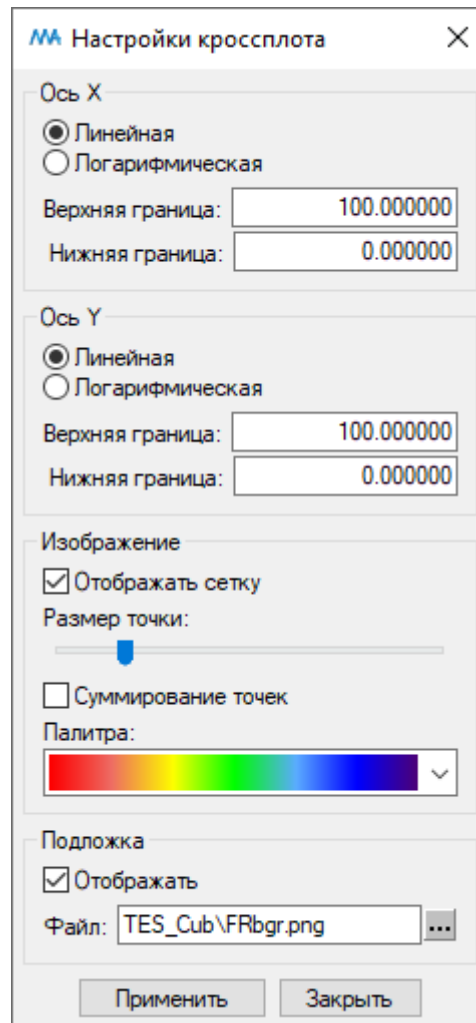 Настройки кроссплота
Ось X
Линейная
Логарифмическая
Верхняя граница: 100.000000
Нижняя граница: 0.000000
Ось Y
Линейная
Логарифмическая
Верхняя граница: 100.000000
Нижняя граница: 0.000000
Изображение
Отображать сетку
Размер точки:
Суммирование точек
Палитра:
Подложка
Отображать
Файл: TES_Cub\FRbgr.png ...
Применить Закрыть